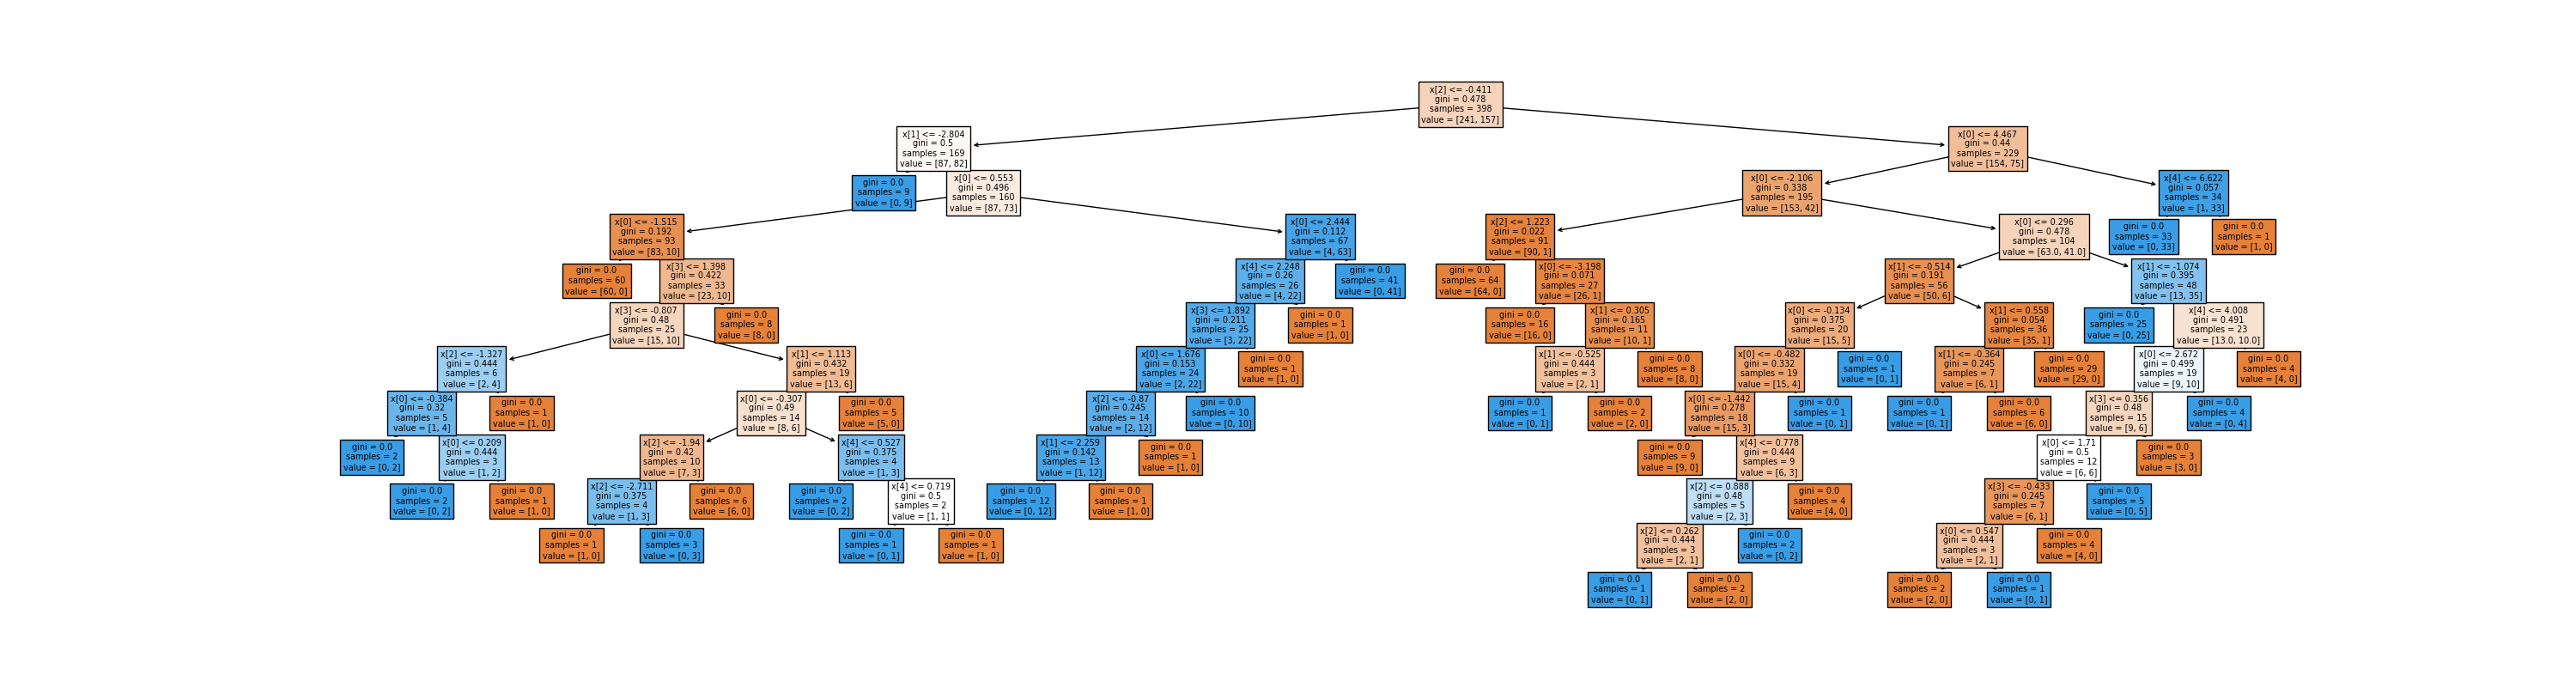 x[2] <= -0.411
gini = 0.478
samples = 398
value = [241, 157]
x[1] <= -2.804
gini = 0.5
samples = 169
value = [87, 82]
x[0] <= 4.467
gini = 0.44
samples = 229
value = [154, 75]
gini = 0.0
samples = 9
value = [0, 9]
x[0] <= 0.553
gini = 0.496
samples = 160
value = [87, 73]
x[0] <= -2.106
gini = 0.338
samples = 195
value = [153, 42]
x[4] <= 6.622
gini = 0.057
samples = 34
value = [1, 33]
x[0] <= -1.515
gini = 0.192
samples = 93
value = [83, 10]
x[0] <= 2.444
gini = 0.112
samples = 67
value = [4, 63]
x[2] <= 1.223
gini = 0.022
samples = 91
value = [90, 1]
x[0] <= 0.296
gini = 0.478
samples = 104
value = [63.0, 41.0]
gini = 0.0
samples = 33
value = [0, 33]
gini = 0.0
samples = 1
value = [1, 0]
gini = 0.0
samples = 60
value = [60, 0]
x[3] <= 1.398
gini = 0.422
samples = 33
value = [23, 10]
x[4] <= 2.248
gini = 0.26
samples = 26
value = [4, 22]
gini = 0.0
samples = 41
value = [0, 41]
gini = 0.0
samples = 64
value = [64, 0]
x[0] <= -3.198
gini = 0.071
samples = 27
value = [26, 1]
x[1] <= -0.514
gini = 0.191
samples = 56
value = [50, 6]
x[1] <= -1.074
gini = 0.395
samples = 48
value = [13, 35]
x[3] <= -0.807
gini = 0.48
samples = 25
value = [15, 10]
gini = 0.0
samples = 8
value = [8, 0]
x[3] <= 1.892
gini = 0.211
samples = 25
value = [3, 22]
gini = 0.0
samples = 1
value = [1, 0]
gini = 0.0
samples = 16
value = [16, 0]
x[1] <= 0.305
gini = 0.165
samples = 11
value = [10, 1]
x[0] <= -0.134
gini = 0.375
samples = 20
value = [15, 5]
x[1] <= 0.558
gini = 0.054
samples = 36
value = [35, 1]
gini = 0.0
samples = 25
value = [0, 25]
x[4] <= 4.008
gini = 0.491
samples = 23
value = [13.0, 10.0]
x[2] <= -1.327
gini = 0.444
samples = 6
value = [2, 4]
x[1] <= 1.113
gini = 0.432
samples = 19
value = [13, 6]
x[0] <= 1.676
gini = 0.153
samples = 24
value = [2, 22]
gini = 0.0
samples = 1
value = [1, 0]
x[1] <= -0.525
gini = 0.444
samples = 3
value = [2, 1]
gini = 0.0
samples = 8
value = [8, 0]
x[0] <= -0.482
gini = 0.332
samples = 19
value = [15, 4]
gini = 0.0
samples = 1
value = [0, 1]
x[1] <= -0.364
gini = 0.245
samples = 7
value = [6, 1]
gini = 0.0
samples = 29
value = [29, 0]
x[0] <= 2.672
gini = 0.499
samples = 19
value = [9, 10]
gini = 0.0
samples = 4
value = [4, 0]
x[0] <= -0.384
gini = 0.32
samples = 5
value = [1, 4]
gini = 0.0
samples = 1
value = [1, 0]
x[0] <= -0.307
gini = 0.49
samples = 14
value = [8, 6]
gini = 0.0
samples = 5
value = [5, 0]
x[2] <= -0.87
gini = 0.245
samples = 14
value = [2, 12]
gini = 0.0
samples = 10
value = [0, 10]
gini = 0.0
samples = 1
value = [0, 1]
gini = 0.0
samples = 2
value = [2, 0]
x[0] <= -1.442
gini = 0.278
samples = 18
value = [15, 3]
gini = 0.0
samples = 1
value = [0, 1]
gini = 0.0
samples = 1
value = [0, 1]
gini = 0.0
samples = 6
value = [6, 0]
x[3] <= 0.356
gini = 0.48
samples = 15
value = [9, 6]
gini = 0.0
samples = 4
value = [0, 4]
gini = 0.0
samples = 2
value = [0, 2]
x[0] <= 0.209
gini = 0.444
samples = 3
value = [1, 2]
x[2] <= -1.94
gini = 0.42
samples = 10
value = [7, 3]
x[4] <= 0.527
gini = 0.375
samples = 4
value = [1, 3]
x[1] <= 2.259
gini = 0.142
samples = 13
value = [1, 12]
gini = 0.0
samples = 1
value = [1, 0]
gini = 0.0
samples = 9
value = [9, 0]
x[4] <= 0.778
gini = 0.444
samples = 9
value = [6, 3]
x[0] <= 1.71
gini = 0.5
samples = 12
value = [6, 6]
gini = 0.0
samples = 3
value = [3, 0]
gini = 0.0
samples = 2
value = [0, 2]
gini = 0.0
samples = 1
value = [1, 0]
x[2] <= -2.711
gini = 0.375
samples = 4
value = [1, 3]
gini = 0.0
samples = 6
value = [6, 0]
gini = 0.0
samples = 2
value = [0, 2]
x[4] <= 0.719
gini = 0.5
samples = 2
value = [1, 1]
gini = 0.0
samples = 12
value = [0, 12]
gini = 0.0
samples = 1
value = [1, 0]
x[2] <= 0.888
gini = 0.48
samples = 5
value = [2, 3]
gini = 0.0
samples = 4
value = [4, 0]
x[3] <= -0.433
gini = 0.245
samples = 7
value = [6, 1]
gini = 0.0
samples = 5
value = [0, 5]
gini = 0.0
samples = 1
value = [1, 0]
gini = 0.0
samples = 3
value = [0, 3]
gini = 0.0
samples = 1
value = [0, 1]
gini = 0.0
samples = 1
value = [1, 0]
x[2] <= 0.262
gini = 0.444
samples = 3
value = [2, 1]
gini = 0.0
samples = 2
value = [0, 2]
x[0] <= 0.547
gini = 0.444
samples = 3
value = [2, 1]
gini = 0.0
samples = 4
value = [4, 0]
gini = 0.0
samples = 1
value = [0, 1]
gini = 0.0
samples = 2
value = [2, 0]
gini = 0.0
samples = 2
value = [2, 0]
gini = 0.0
samples = 1
value = [0, 1]